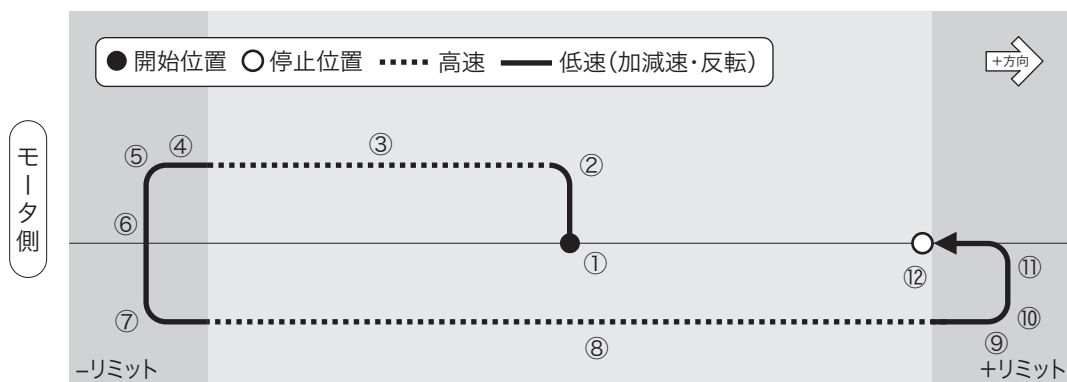 ●開始位置 ○停止位置 ･････ 高速 ── 低速(加減速･反転)
+方向
モータ側
⑤ ④ ③ ②
⑥
①
⑫ ⑪
⑦ ⑧ ⑨ ⑩
−リミット +リミット